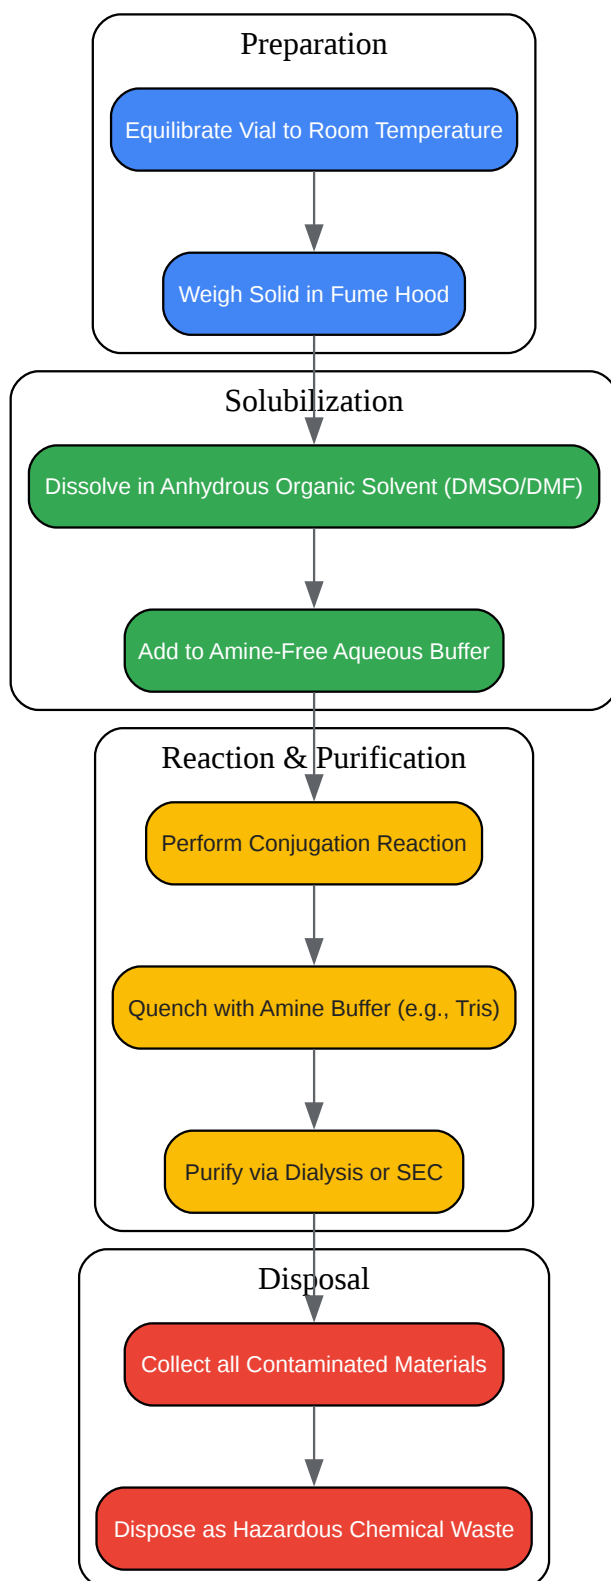 Preparation
Equilibrate Vial to Room Temperature
Weigh Solid in Fume Hood
Solubilization
Dissolve in Anhydrous Organic Solvent (DMSO/DMF)
Add to Amine-Free Aqueous Buffer
Reaction & Purification
Perform Conjugation Reaction
Quench with Amine Buffer (e.g., Tris)
Purify via Dialysis or SEC
Disposal
Collect all Contaminated Materials
Dispose as Hazardous Chemical Waste